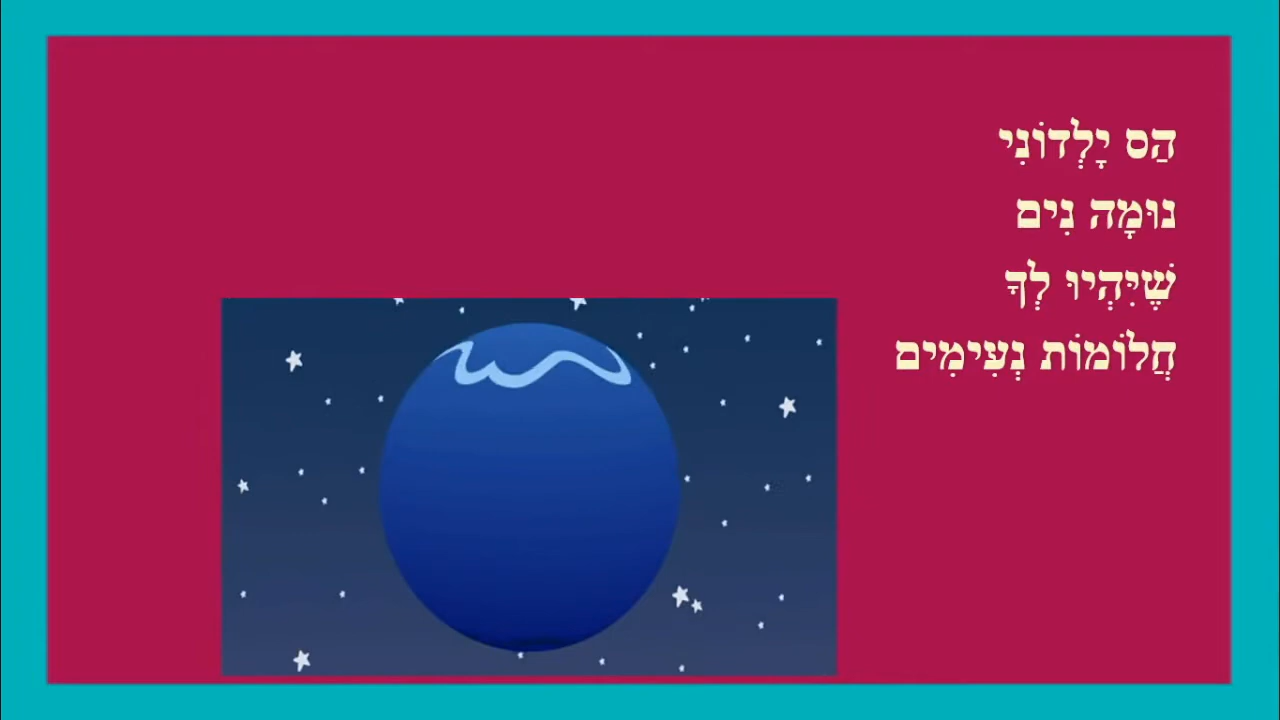 הַס יָלְדוֹנִי
נוּמָה נִים
שֶׁיִּהְיוּ לְךָ
חֲלוֹמוֹת נְעִימִים